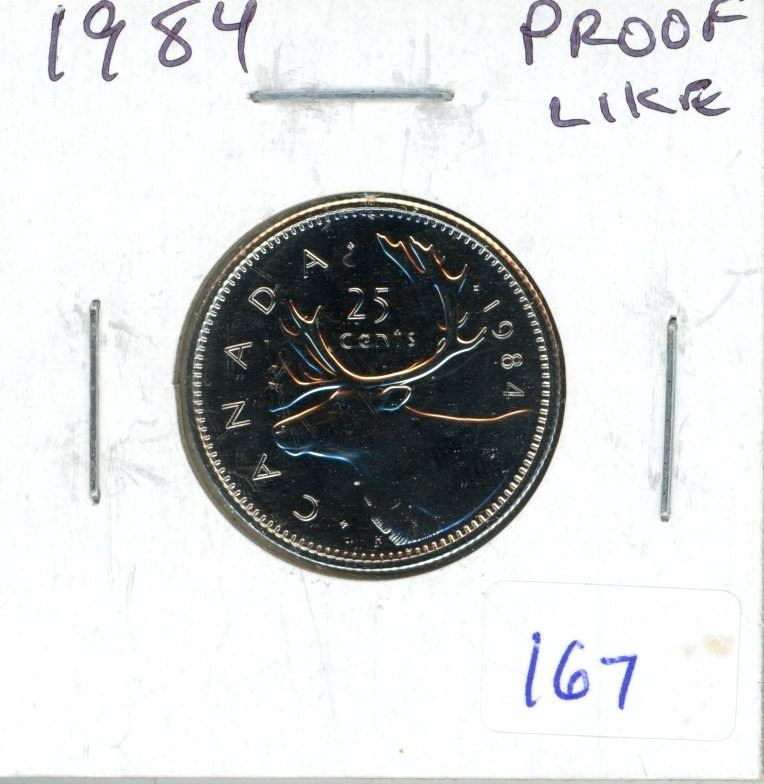 1984
PROOF
LIKE
CANADA
25
cents
1984
H
167